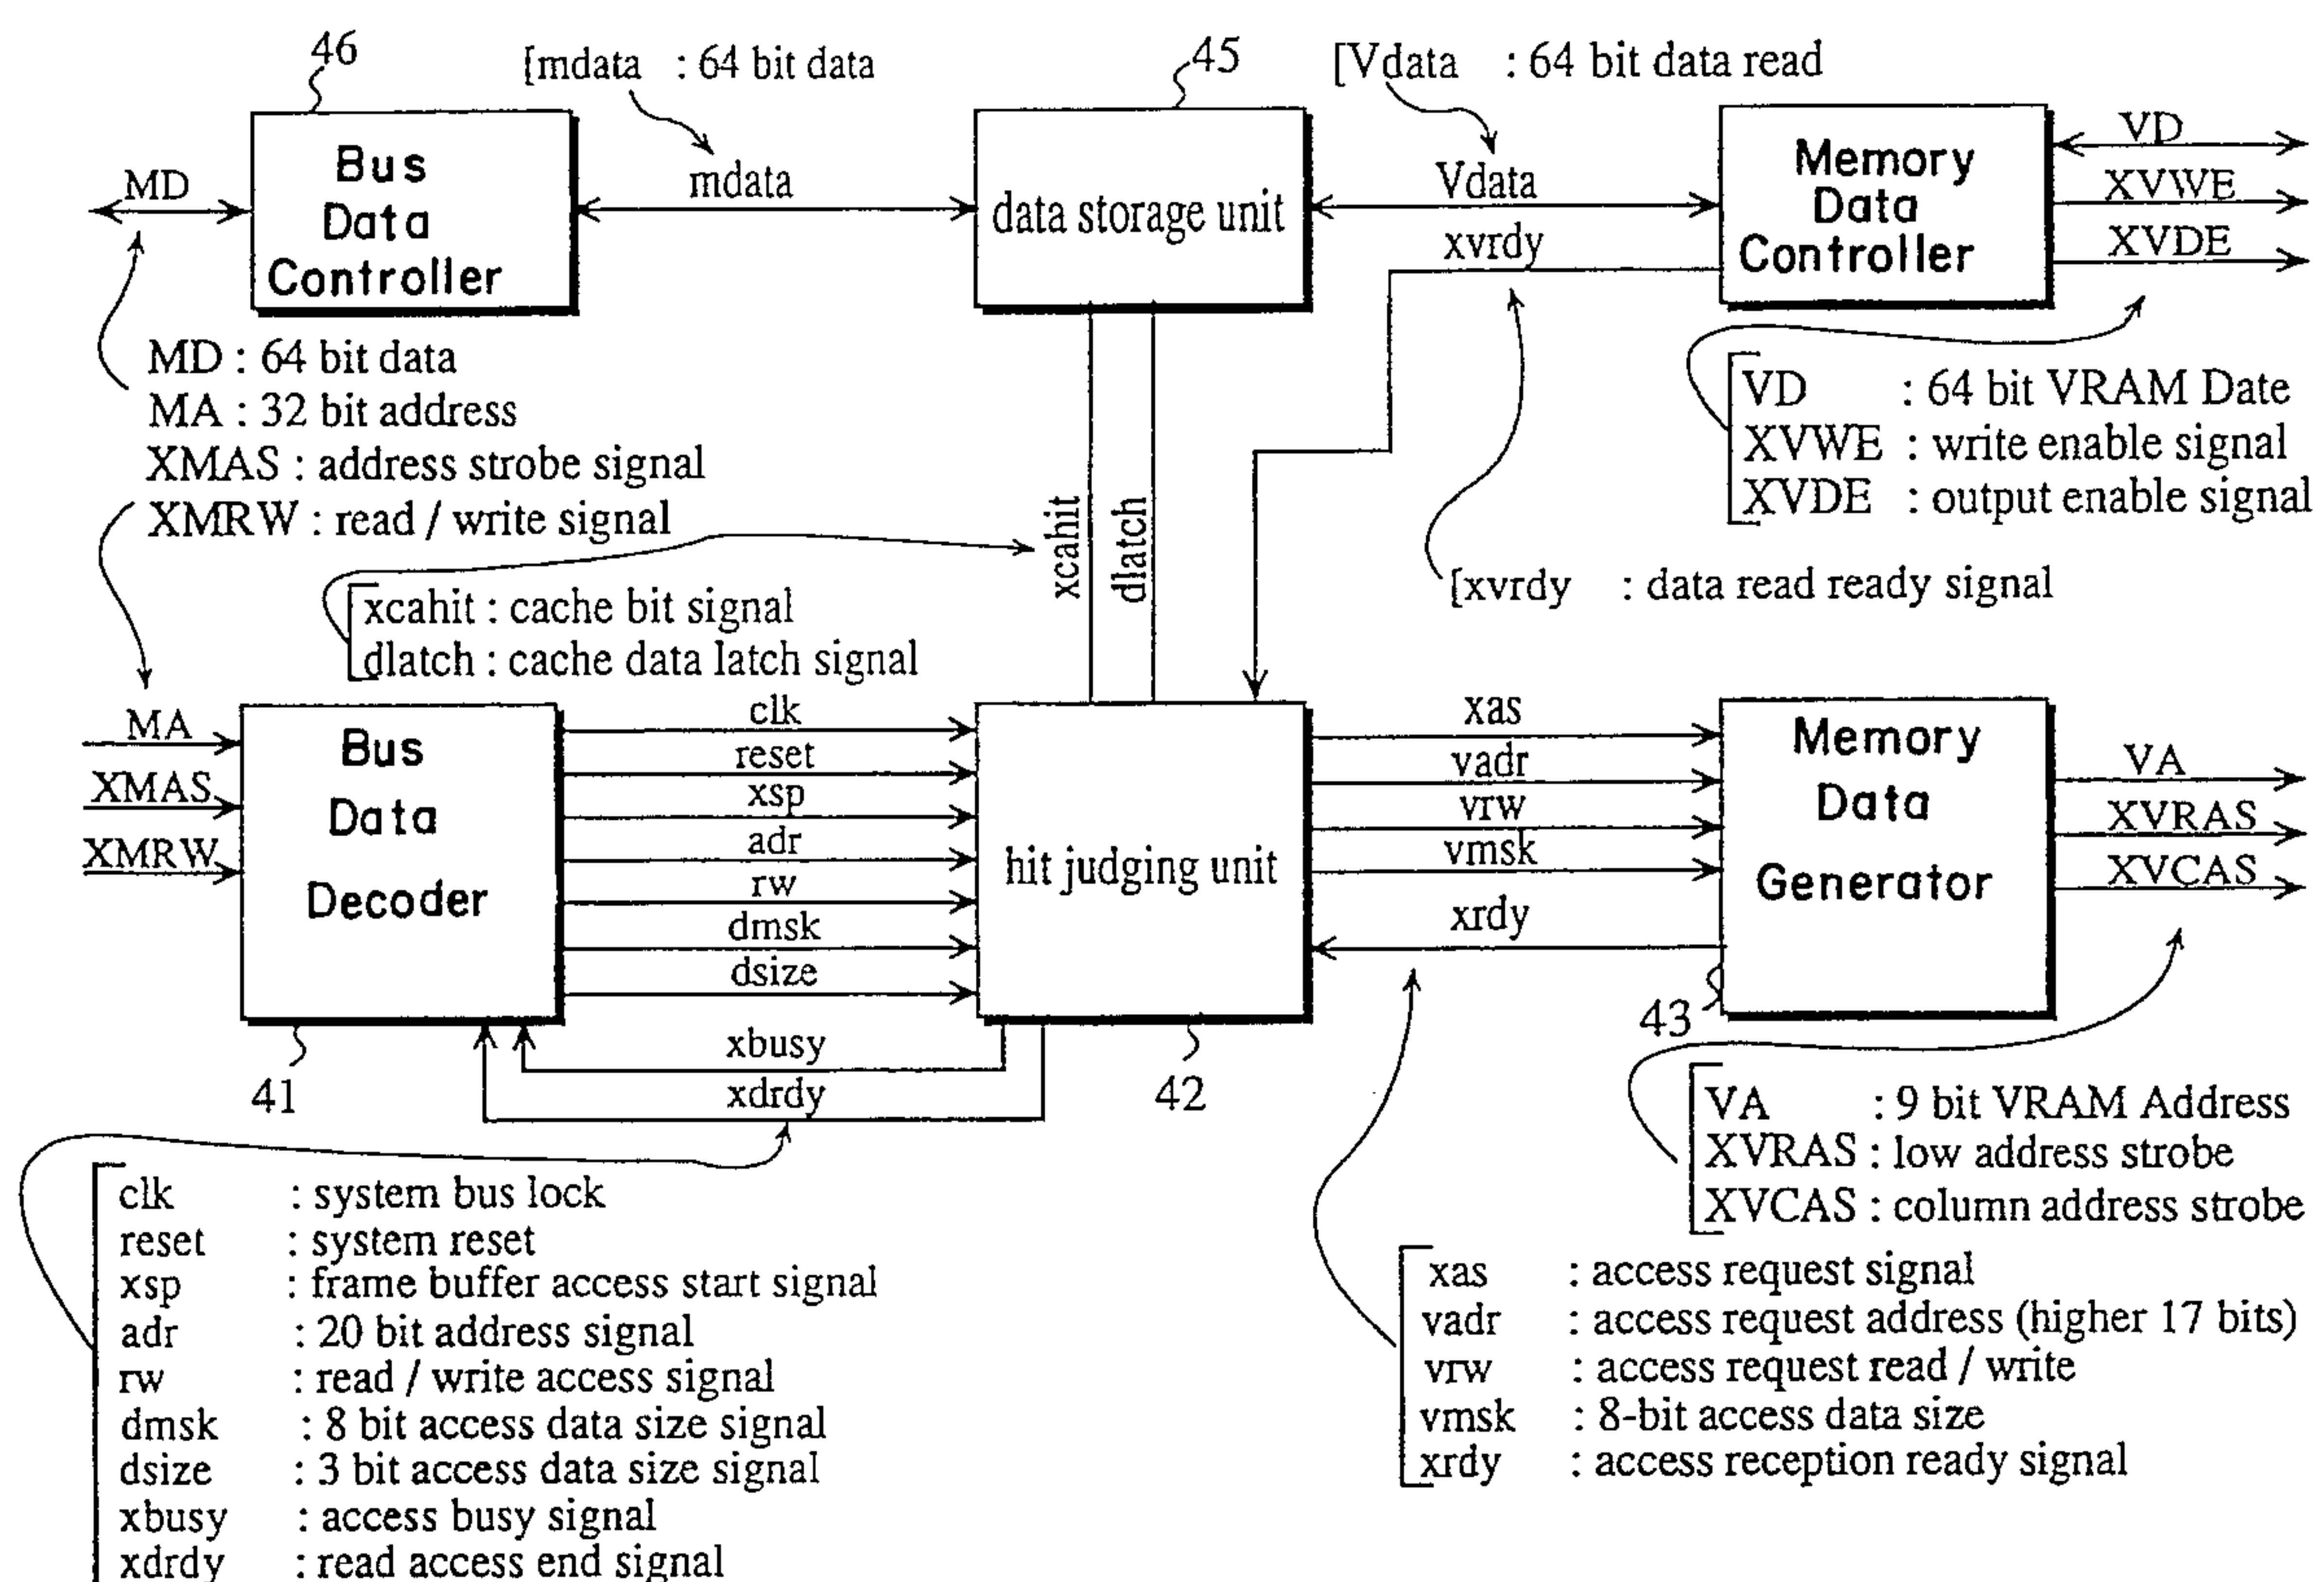 46
[mdata : 64 bit data
45
[Vdata : 64 bit data read
MD
Bus
Data
Controller
mdata
data storage unit
Vdata
xvrdy
Memory
Data
Controller
VD
XVWE
XVDE
MD : 64 bit data
MA : 32 bit address
XMAS : address strobe signal
XMRW : read / write signal
VD : 64 bit VRAM Date
XVWE : write enable signal
XVDE : output enable signal
xcahit
dlatch
[xvrdy : data read ready signal
xcahit : cache bit signal
dlatch : cache data latch signal
MA
XMAS
XMRW
Bus
Data
Decoder
clk
reset
xsp
adr
rw
dmsk
dsize
hit judging unit
xas
vadr
vrw
vmsk
xrdy
Memory
Data
Generator
VA
XVRAS
XVCAS
41
xbusy
xdrdy
42
43
VA : 9 bit VRAM Address
XVRAS : low address strobe
XVCAS : column address strobe
clk : system bus lock
reset : system reset
xsp : frame buffer access start signal
adr : 20 bit address signal
rw : read / write access signal
dmsk : 8 bit access data size signal
dsize : 3 bit access data size signal
xbusy : access busy signal
xdrdy : read access end signal
xas : access request signal
vadr : access request address (higher 17 bits)
vrw : access request read / write
vmsk : 8-bit access data size
xrdy : access reception ready signal